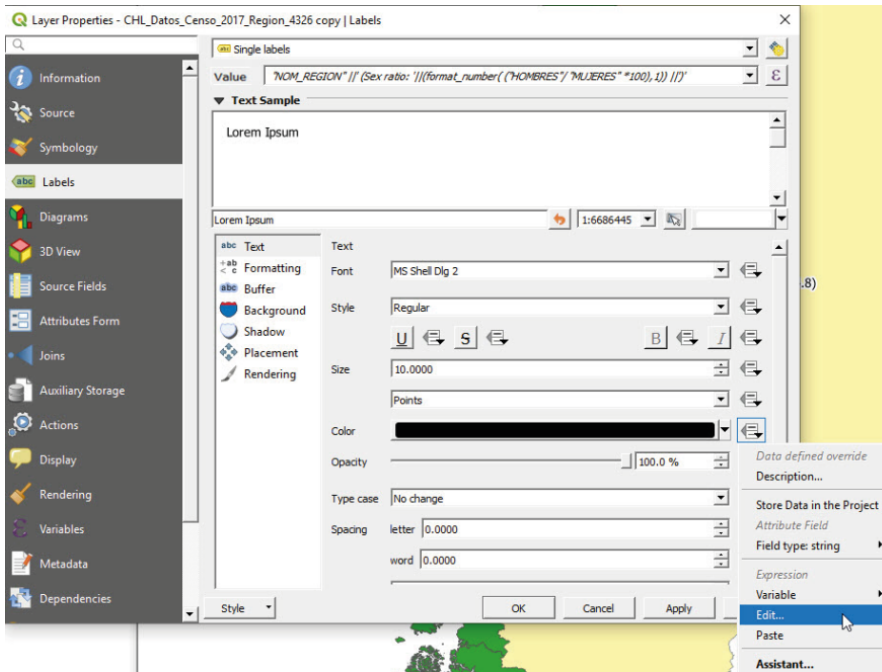 Layer Properties - CHL_Datos_Censo_2017_Region_4326 copy | Labels
Information
Source
Symbology
abc Labels
Diagrams
3D View
Source Fields
Attributes Form
Joins
Auxiliary Storage
Actions
Display
Rendering
Variables
Metadata
Dependencies
abc Single labels
Value "NOM_REGION" ||' (Sex ratio: '||(format_number( ("HOMBRES"/ "MUJERES" *100), 1)) ||')' ε
▼ Text Sample
Lorem Ipsum
Lorem Ipsum 1:6686445
abc Text
+ab < c Formatting
abc Buffer
Background
Shadow
Placement
Rendering
Text
Font MS Shell Dlg 2
Style Regular
U S B I
Size 10.0000
Points
Color
Opacity 100.0 %
Type case No change
Spacing letter 0.0000
word 0.0000
Style OK Cancel Apply
.8)
Data defined override
Description...
Store Data in the Project
Attribute Field
Field type: string
Expression
Variable
Edit...
Paste
Assistant...